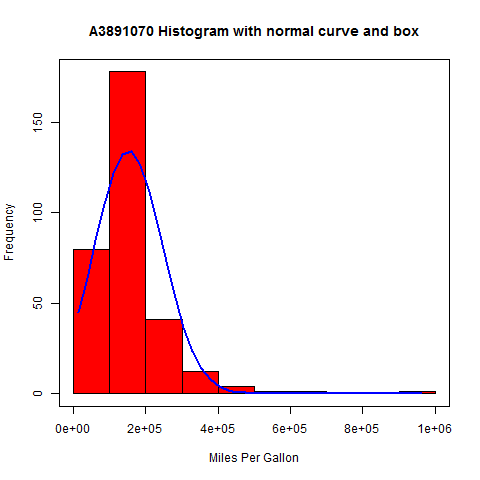 A3891070 Histogram with normal curve and box
Frequency
150
100
50
0
0e+00 2e+05 4e+05 6e+05 8e+05 1e+06
Miles Per Gallon